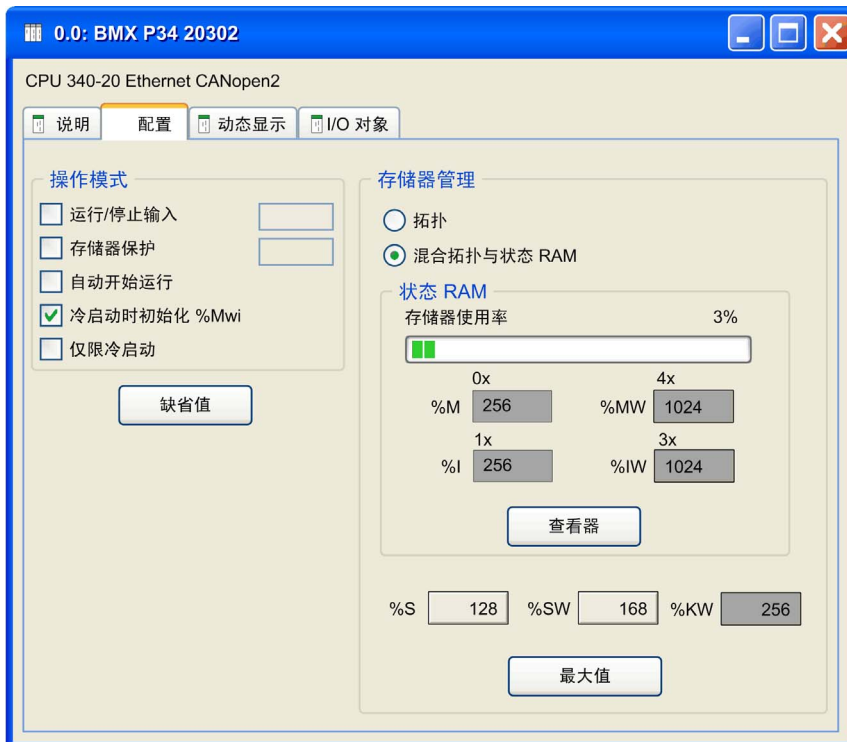 0.0: BMX P34 20302
CPU 340-20 Ethernet CANopen2
说明 配置 动态显示 I/O 对象
操作模式
运行/停止输入
存储器保护
自动开始运行
冷启动时初始化 %Mwi
仅限冷启动
缺省值
存储器管理
拓扑
混合拓扑与状态 RAM
状态 RAM
存储器使用率 3%
0x 4x
%M 256 %MW 1024
1x 3x
%I 256 %IW 1024
查看器
%S 128 %SW 168 %KW 256
最大值